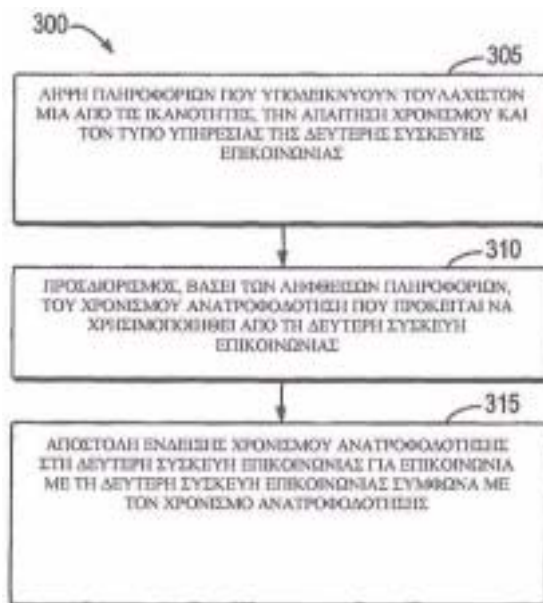 300
305
ΛΗΨΗ ΠΛΗΡΟΦΟΡΙΩΝ ΠΟΥ ΥΠΟΔΕΙΚΝΥΟΥΝ ΤΟΥΛΑΧΙΣΤΟΝ
ΜΙΑ ΑΠΟ ΤΙΣ ΙΚΑΝΟΤΗΤΕΣ, ΤΗΝ ΑΠΑΙΤΗΣΗ ΧΡΟΝΙΣΜΟΥ ΚΑΙ
ΤΟΝ ΤΥΠΟ ΥΠΗΡΕΣΙΑΣ ΤΗΣ ΔΕΥΤΕΡΗΣ ΣΥΣΚΕΥΗΣ
ΕΠΙΚΟΙΝΩΝΙΑΣ
310
ΠΡΟΣΔΙΟΡΙΣΜΟΣ, ΒΑΣΕΙ ΤΩΝ ΛΗΦΘΕΙΣΩΝ ΠΛΗΡΟΦΟΡΙΩΝ,
ΤΟΥ ΧΡΟΝΙΣΜΟΥ ΑΝΑΤΡΟΦΟΔΟΤΗΣΗ ΠΟΥ ΠΡΟΚΕΙΤΑΙ ΝΑ
ΧΡΗΣΙΜΟΠΟΙΗΘΕΙ ΑΠΟ ΤΗ ΔΕΥΤΕΡΗ ΣΥΣΚΕΥΗ
ΕΠΙΚΟΙΝΩΝΙΑΣ
315
ΑΠΟΣΤΟΛΗ ΕΝΔΕΙΞΗΣ ΧΡΟΝΙΣΜΟΥ ΑΝΑΤΡΟΦΟΔΟΤΗΣΗΣ
ΣΤΗ ΔΕΥΤΕΡΗ ΣΥΣΚΕΥΗ ΕΠΙΚΟΙΝΩΝΙΑΣ ΓΙΑ ΕΠΙΚΟΙΝΩΝΙΑ
ΜΕ ΤΗ ΔΕΥΤΕΡΗ ΣΥΣΚΕΥΗ ΕΠΙΚΟΙΝΩΝΙΑΣ ΣΥΜΦΩΝΑ ΜΕ
ΤΟΝ ΧΡΟΝΙΣΜΟ ΑΝΑΤΡΟΦΟΔΟΤΗΣΗΣ